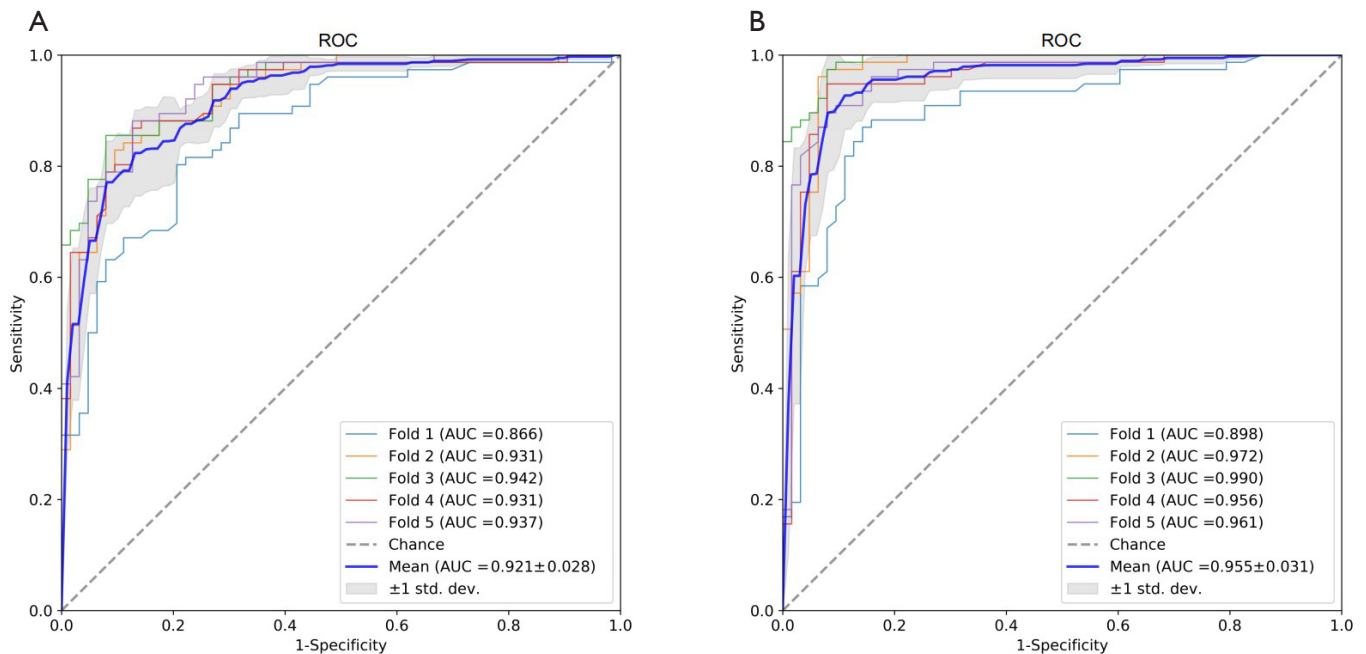 A
ROC
1.0
0.8
0.6
0.4
0.2
0.0
Sensitivity
0.0 0.2 0.4 0.6 0.8 1.0
1-Specificity
Fold 1 (AUC =0.866)
Fold 2 (AUC =0.931)
Fold 3 (AUC =0.942)
Fold 4 (AUC =0.931)
Fold 5 (AUC =0.937)
Chance
Mean (AUC =0.921±0.028)
±1 std. dev.
B
ROC
1.0
0.8
0.6
0.4
0.2
0.0
Sensitivity
0.0 0.2 0.4 0.6 0.8 1.0
1-Specificity
Fold 1 (AUC =0.898)
Fold 2 (AUC =0.972)
Fold 3 (AUC =0.990)
Fold 4 (AUC =0.956)
Fold 5 (AUC =0.961)
Chance
Mean (AUC =0.955±0.031)
±1 std. dev.